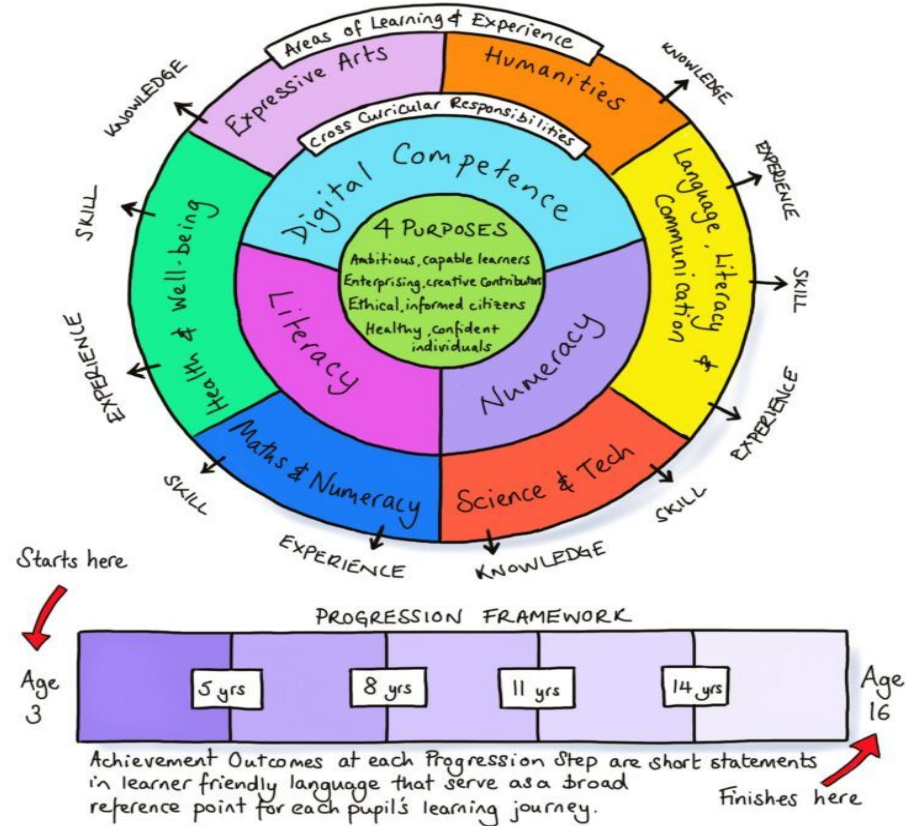 Areas of Learning & Experience
Expressive Arts
Humanities
Language, Literacy &
Communication
Science & Tech
Maths & Numeracy
Health & Well-being
Cross Curricular Responsibilities
Digital Competence
Numeracy
Literacy
4 PURPOSES
Ambitious, capable learners
Enterprising, creative contributors
Ethical, informed citizens
Healthy, confident
individuals
KNOWLEDGE
EXPERIENCE
SKILL
EXPERIENCE
SKILL
KNOWLEDGE
EXPERIENCE
SKILL
EXPERIENCE
SKILL
KNOWLEDGE
Starts here
PROGRESSION FRAMEWORK
Age
3
5 yrs
8 yrs
11 yrs
14 yrs
Age
16
Achievement Outcomes at each Progression Step are short statements
in learner friendly language that serve as a broad
reference point for each pupil's learning journey.
Finishes here